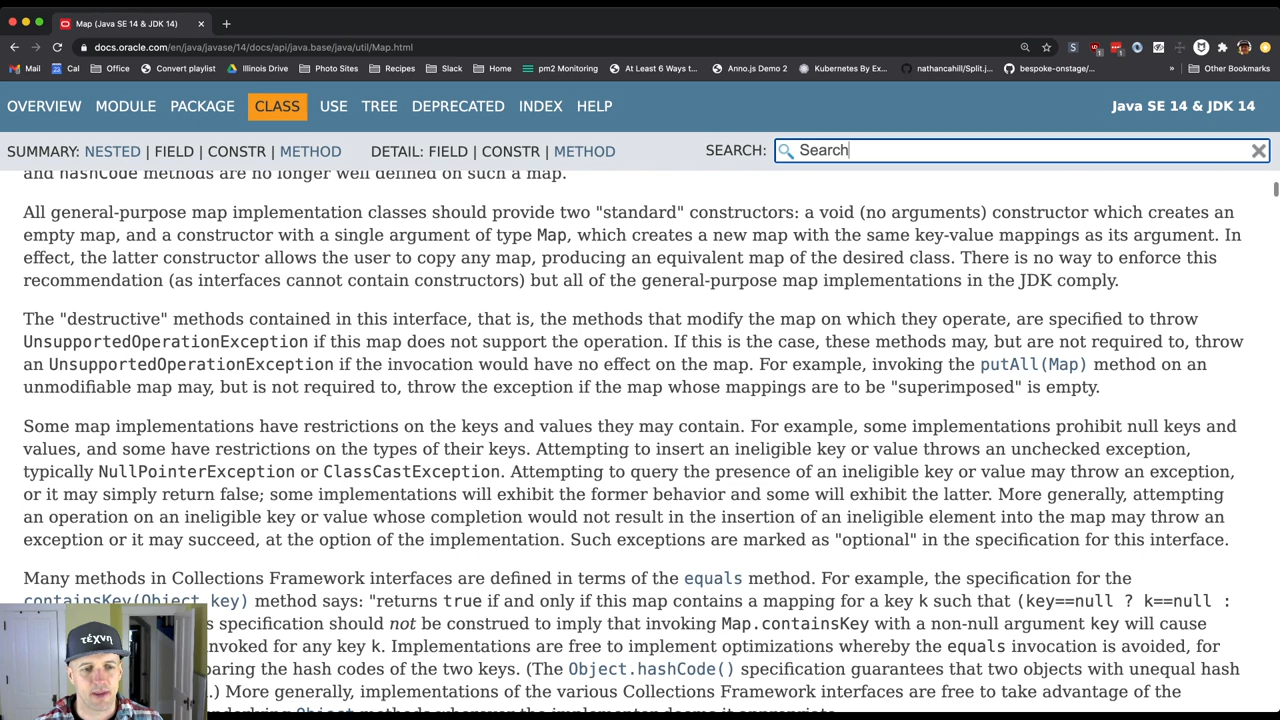 Map (Java SE 14 & JDK 14)
docs.oracle.com/en/java/javase/14/docs/api/java.base/java/util/Map.html
Mail Cal Office Convert playlist Illinois Drive Photo Sites Recipes Slack Home pm2 Monitoring At Least 6 Ways t... Anno.js Demo 2 Kubernetes By Ex... nathancahill/Split.j... bespoke-onstage/... » Other Bookmarks
OVERVIEW MODULE PACKAGE CLASS USE TREE DEPRECATED INDEX HELP Java SE 14 & JDK 14
SUMMARY: NESTED | FIELD | CONSTR | METHOD DETAIL: FIELD | CONSTR | METHOD SEARCH: Search
and hashCode methods are no longer well defined on such a map.
All general-purpose map implementation classes should provide two "standard" constructors: a void (no arguments) constructor which creates an
empty map, and a constructor with a single argument of type Map, which creates a new map with the same key-value mappings as its argument. In
effect, the latter constructor allows the user to copy any map, producing an equivalent map of the desired class. There is no way to enforce this
recommendation (as interfaces cannot contain constructors) but all of the general-purpose map implementations in the JDK comply.
The "destructive" methods contained in this interface, that is, the methods that modify the map on which they operate, are specified to throw
UnsupportedOperationException if this map does not support the operation. If this is the case, these methods may, but are not required to, throw
an UnsupportedOperationException if the invocation would have no effect on the map. For example, invoking the putAll(Map) method on an
unmodifiable map may, but is not required to, throw the exception if the map whose mappings are to be "superimposed" is empty.
Some map implementations have restrictions on the keys and values they may contain. For example, some implementations prohibit null keys and
values, and some have restrictions on the types of their keys. Attempting to insert an ineligible key or value throws an unchecked exception,
typically NullPointerException or ClassCastException. Attempting to query the presence of an ineligible key or value may throw an exception,
or it may simply return false; some implementations will exhibit the former behavior and some will exhibit the latter. More generally, attempting
an operation on an ineligible key or value whose completion would not result in the insertion of an ineligible element into the map may throw an
exception or it may succeed, at the option of the implementation. Such exceptions are marked as "optional" in the specification for this interface.
Many methods in Collections Framework interfaces are defined in terms of the equals method. For example, the specification for the
containsKey(Object key) method says: "returns true if and only if this map contains a mapping for a key k such that (key==null ? k==null :
s specification should not be construed to imply that invoking Map.containsKey with a non-null argument key will cause
nvoked for any key k. Implementations are free to implement optimizations whereby the equals invocation is avoided, for
paring the hash codes of the two keys. (The Object.hashCode() specification guarantees that two objects with unequal hash
.) More generally, implementations of the various Collections Framework interfaces are free to take advantage of the
derlying Object methods wherever the implementor deems it appropriate.
τέχνη